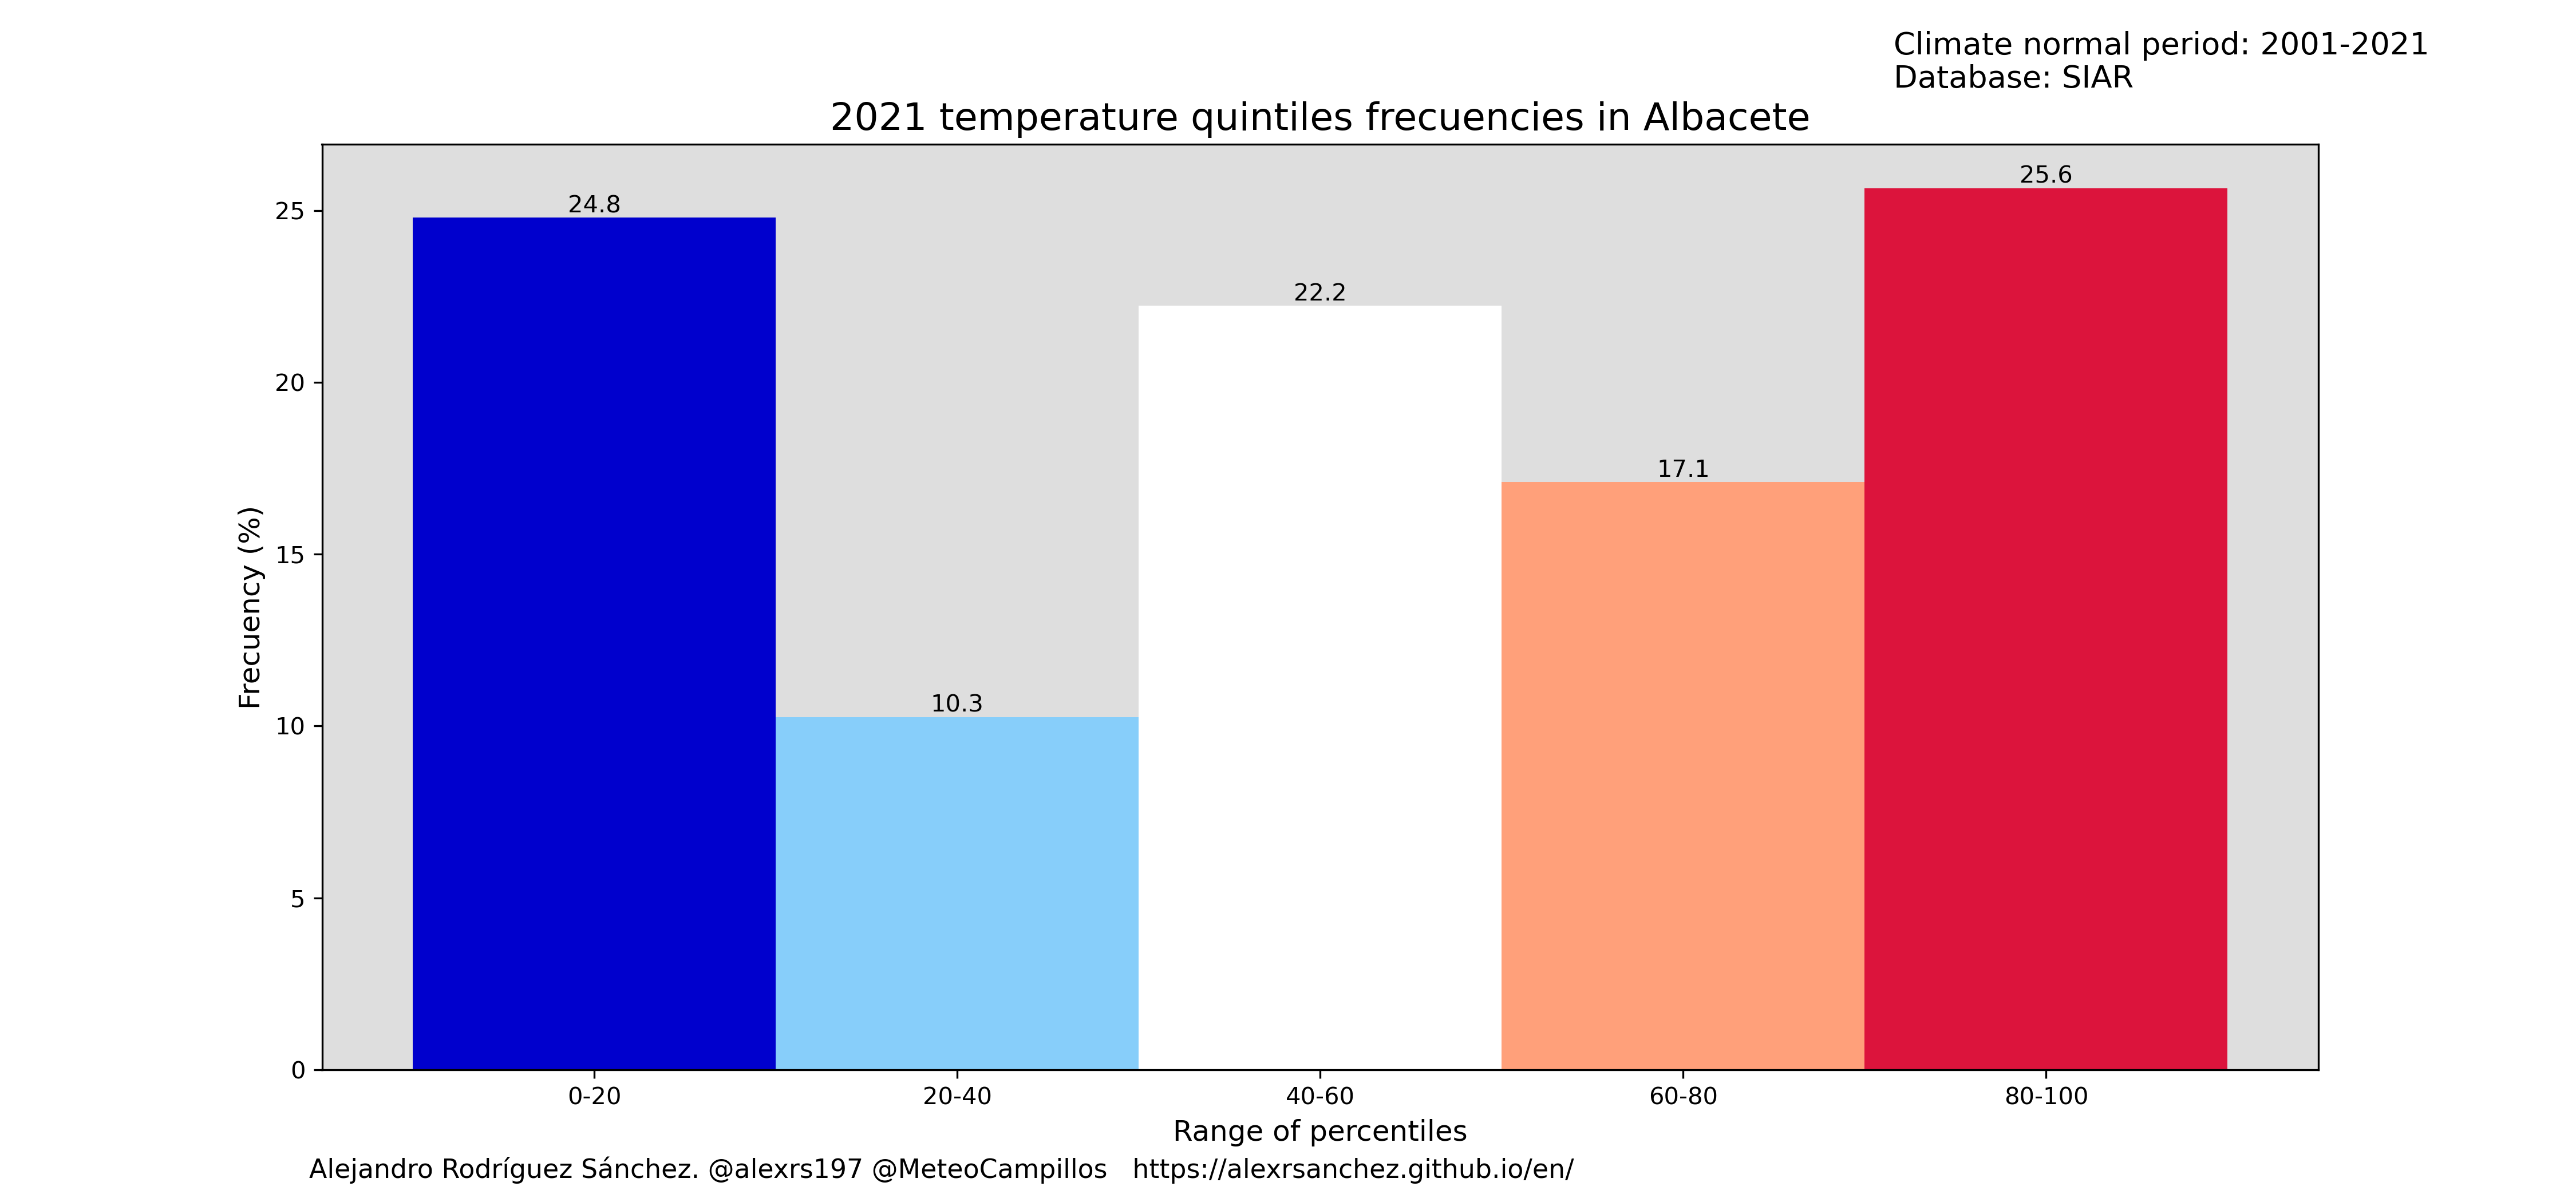 Climate normal period: 2001-2021
Database: SIAR
2021 temperature quintiles frecuencies in Albacete
24.8
10.3
22.2
17.1
25.6
25
20
15
10
5
0
Frecuency (%)
0-20
20-40
40-60
60-80
80-100
Range of percentiles
Alejandro Rodríguez Sánchez. @alexrs197 @MeteoCampillos   https://alexrsanchez.github.io/en/